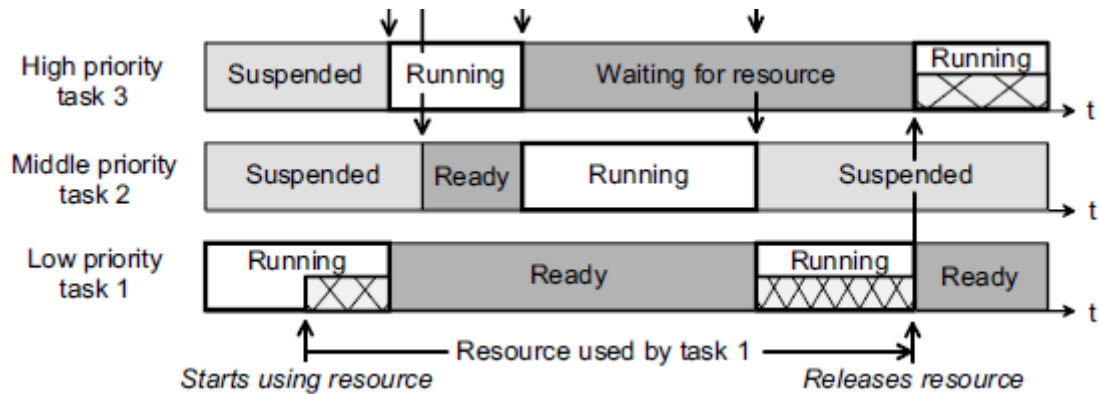 High priority
task 3
Suspended
Running
Waiting for resource
Running
t
Middle priority
task 2
Suspended
Ready
Running
Suspended
t
Low priority
task 1
Running
Ready
Running
Ready
t
Resource used by task 1
Starts using resource
Releases resource